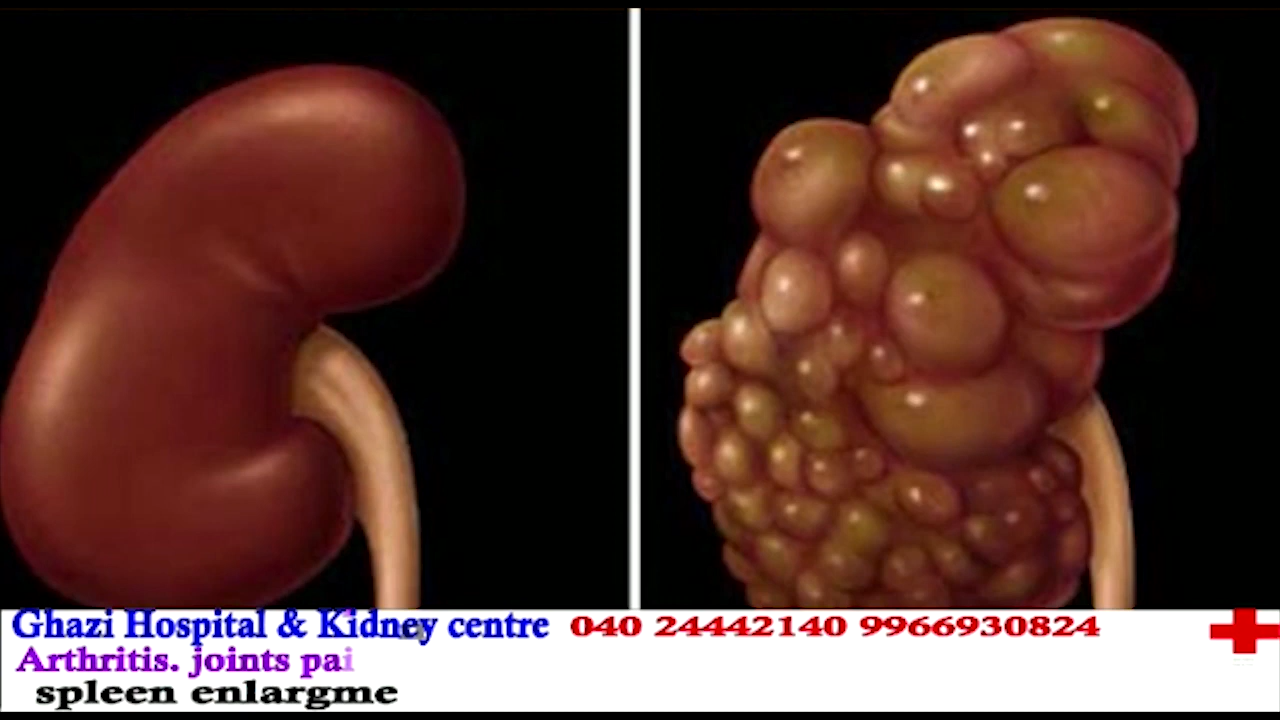 Ghazi Hospital & Kidney centre 040 24442140 9966930824
Arthritis. joints pai
spleen enlargme